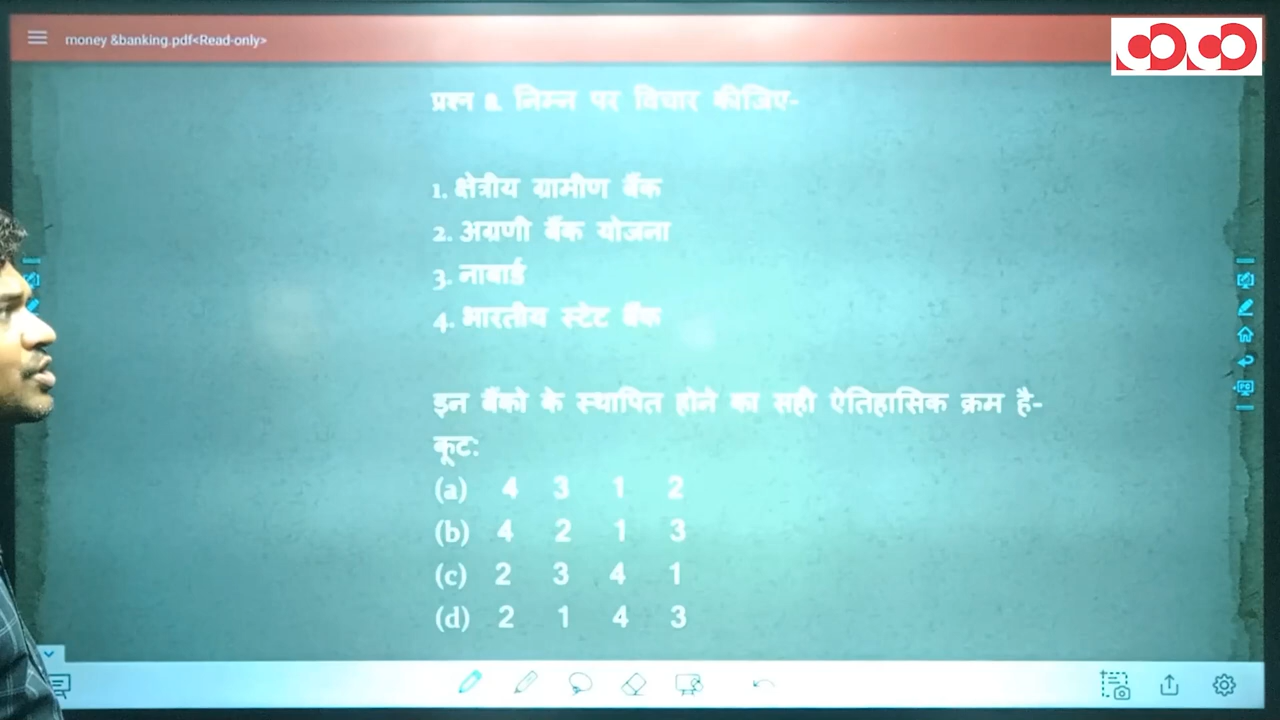 money &banking.pdf<Read-only>
प्रश्न 8. निम्न पर विचार कीजिए-
1. क्षेत्रीय ग्रामीण बैंक
2. अग्रणी बैंक योजना
3. नाबार्ड
4. भारतीय स्टेट बैंक
इन बैंको के स्थापित होने का सही ऐतिहासिक क्रम है-
कूट:
(a) 4 3 1 2
(b) 4 2 1 3
(c) 2 3 4 1
(d) 2 1 4 3